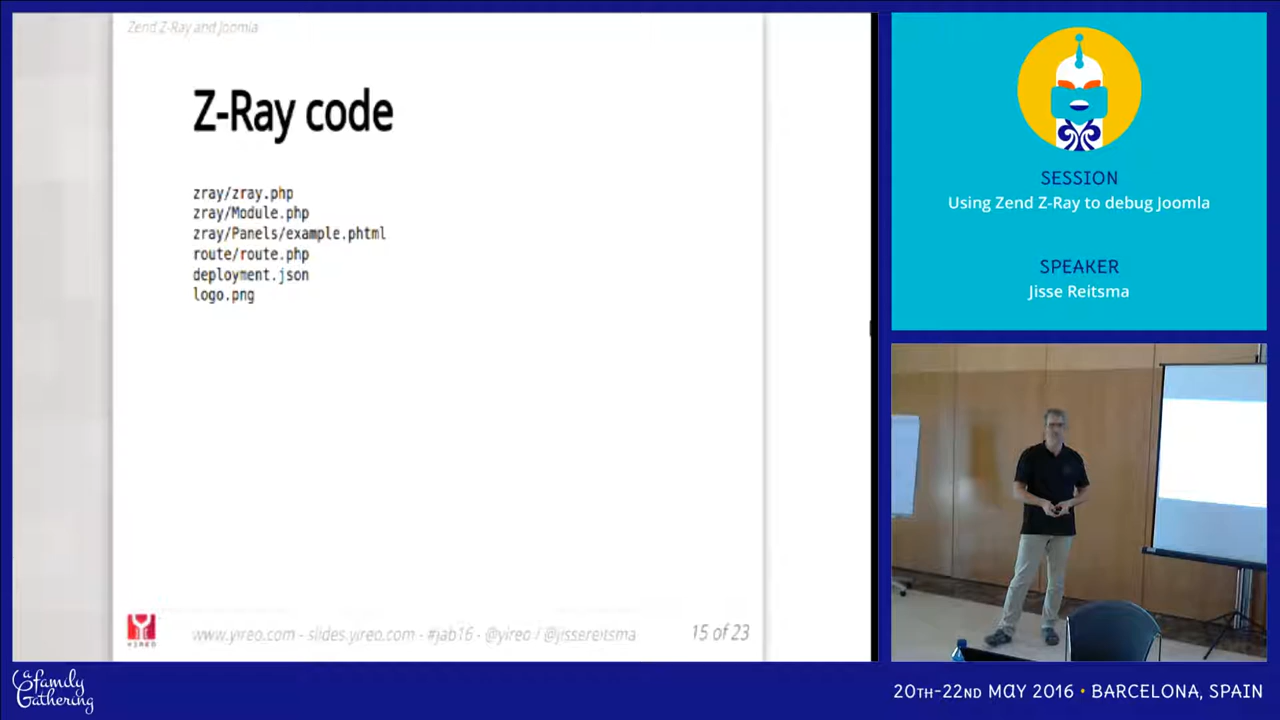 Zend Z-Ray and Joomla
Z-Ray code
zray/zray.php
zray/Module.php
zray/Panels/example.phtml
route/route.php
deployment.json
logo.png
YIREO
www.yireo.com - slides.yireo.com - #jab16 - @yireo / @jissereitsma
15 of 23
SESSION
Using Zend Z-Ray to debug Joomla
SPEAKER
Jisse Reitsma
a family
Gathering
20TH-22ND MAY 2016 • BARCELONA, SPAIN